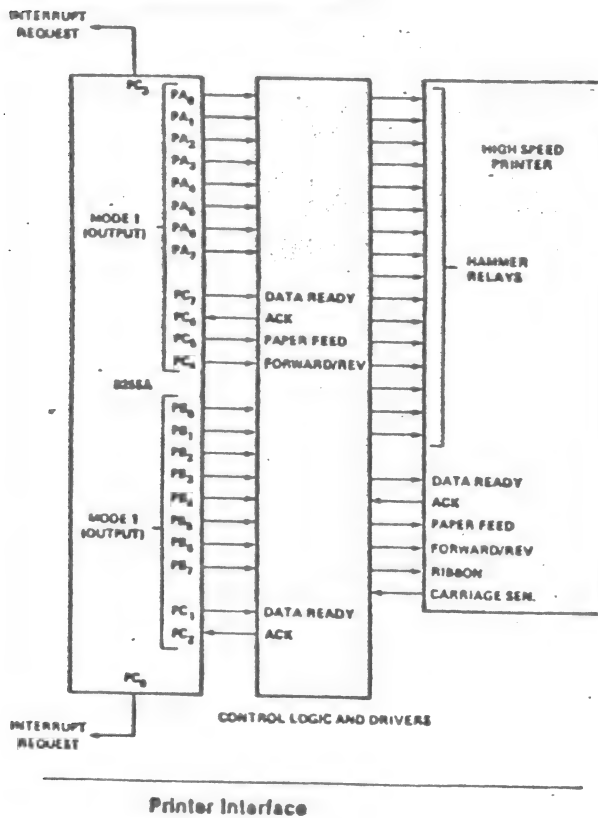 INTERRUPT
REQUEST
PC3
PA0
PA1
PA2
PA3
PA4
PA5
PA6
PA7
MODE 1
(OUTPUT)
PC7
PC6
PC5
PC4
DATA READY
ACK
PAPER FEED
FORWARD/REV
8255A
PB0
PB1
PB2
PB3
PB4
PB5
PB6
PB7
MODE 1
(OUTPUT)
PC1
PC2
DATA READY
ACK
PC0
INTERRUPT
REQUEST
CONTROL LOGIC AND DRIVERS
HIGH SPEED
PRINTER
HAMMER
RELAYS
DATA READY
ACK
PAPER FEED
FORWARD/REV
RIBBON
CARRIAGE SEN.
Printer Interface